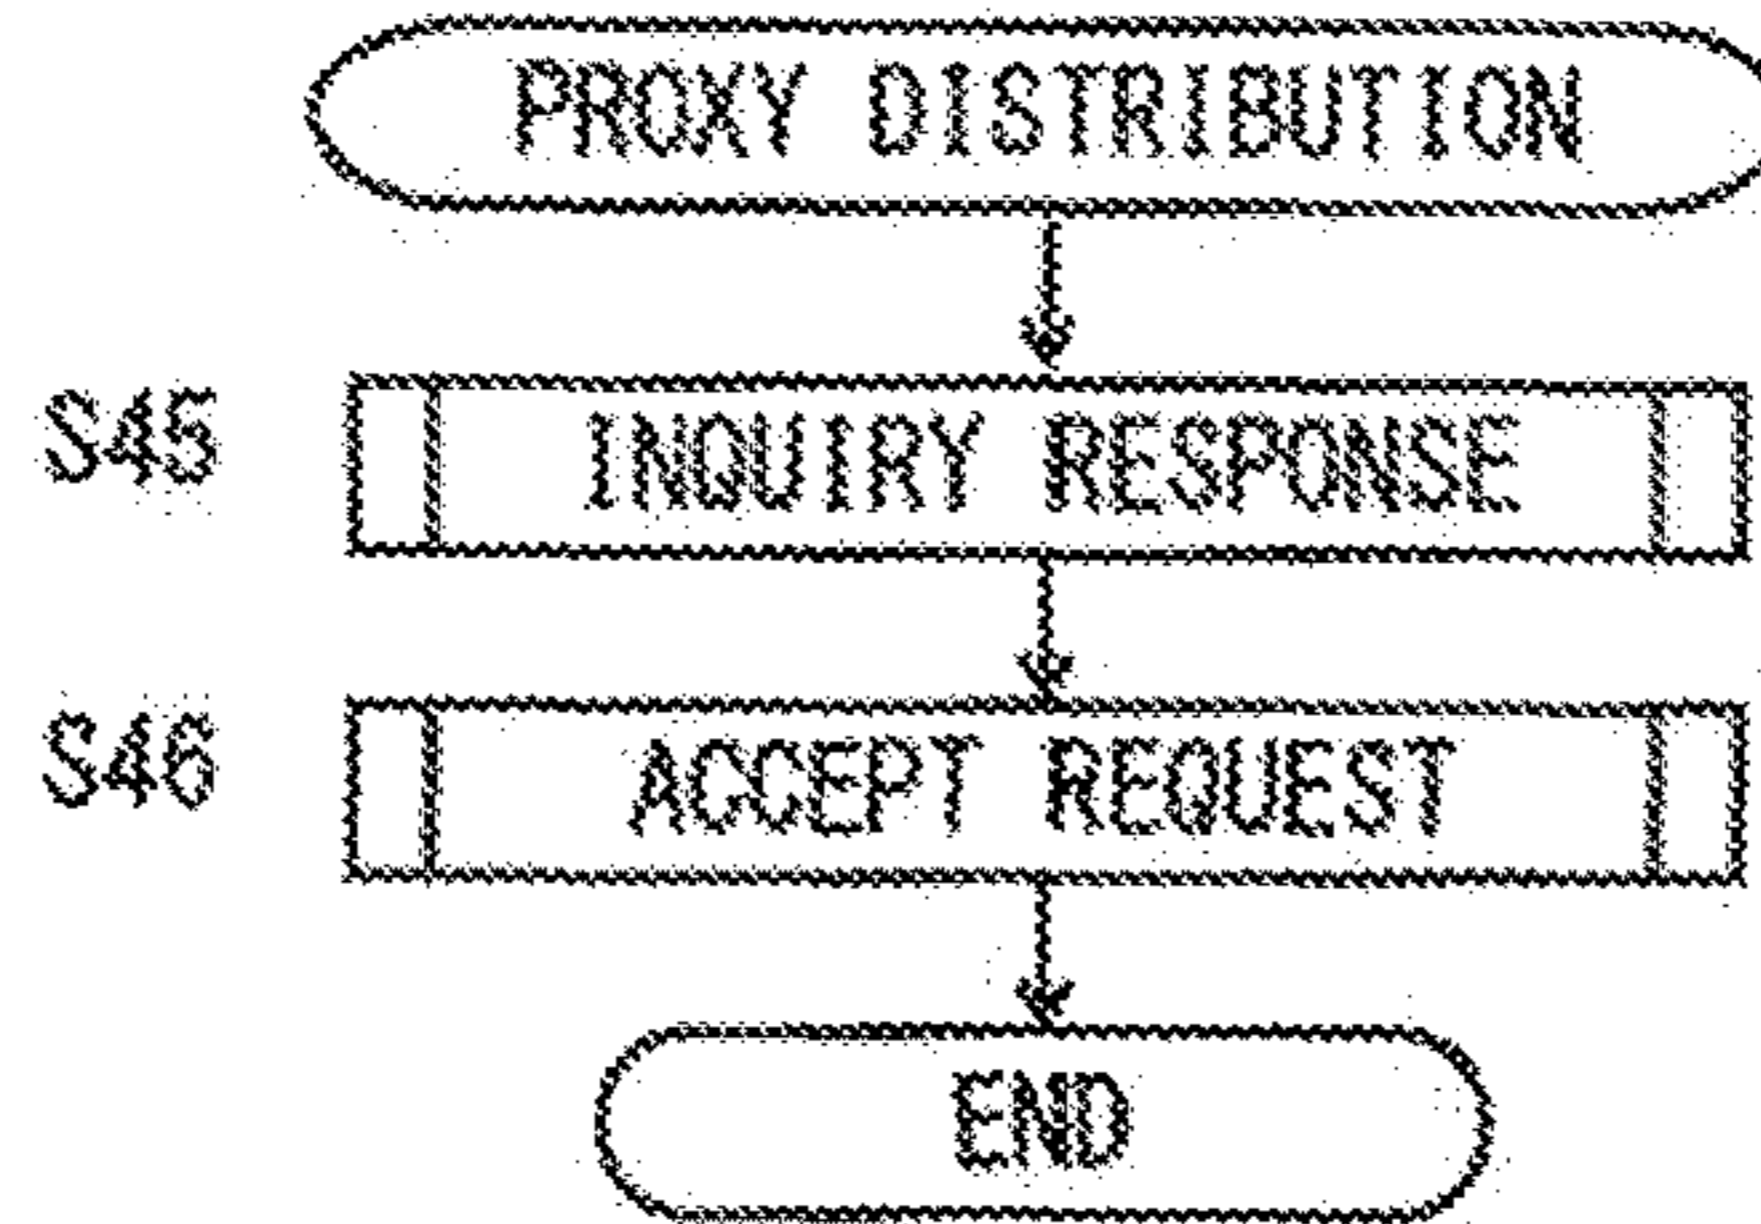 PROXY DISTRIBUTION
S45 INQUIRY RESPONSE
S46 ACCEPT REQUEST
END